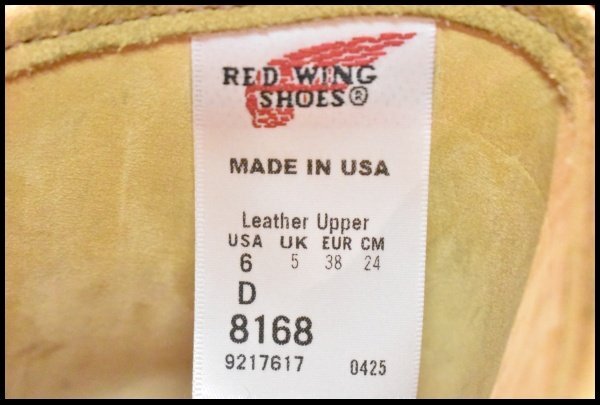 RED WING
SHOES®
MADE IN USA
Leather Upper
USA UK EUR CM
6 5 38 24
D
8168
9217617 0425